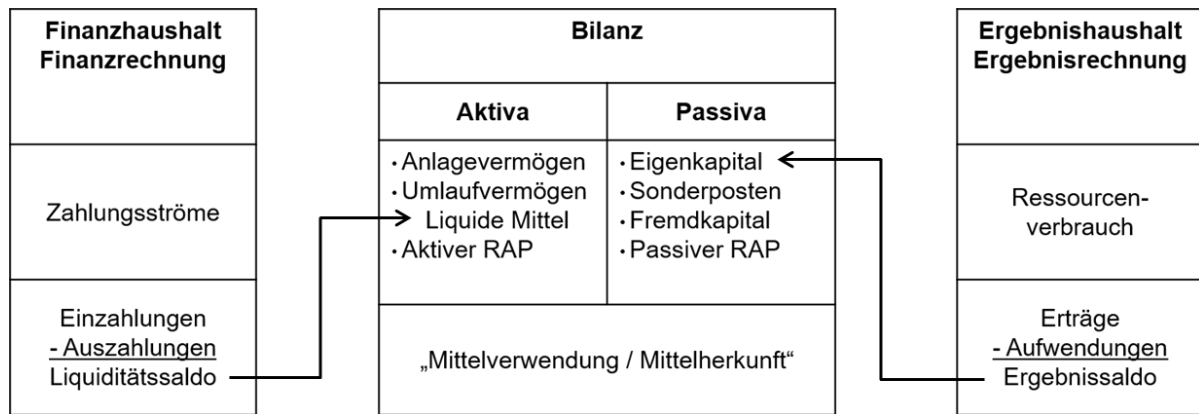 Finanzhaushalt
Finanzrechnung
Zahlungsströme
Einzahlungen
- Auszahlungen
Liquiditätssaldo
Bilanz
Aktiva
· Anlagevermögen
· Umlaufvermögen
Liquide Mittel
· Aktiver RAP
Passiva
· Eigenkapital
· Sonderposten
· Fremdkapital
· Passiver RAP
„Mittelverwendung / Mittelherkunft“
Ergebnishaushalt
Ergebnisrechnung
Ressourcen-
verbrauch
Erträge
- Aufwendungen
Ergebnissaldo